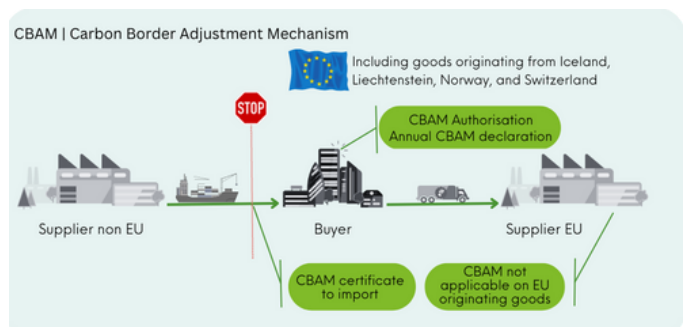 CBAM | Carbon Border Adjustment Mechanism
Including goods originating from Iceland,
Liechtenstein, Norway, and Switzerland
STOP
CBAM Authorisation
Annual CBAM declaration
Supplier non EU
Buyer
Supplier EU
CBAM certificate
to import
CBAM not
applicable on EU
originating goods